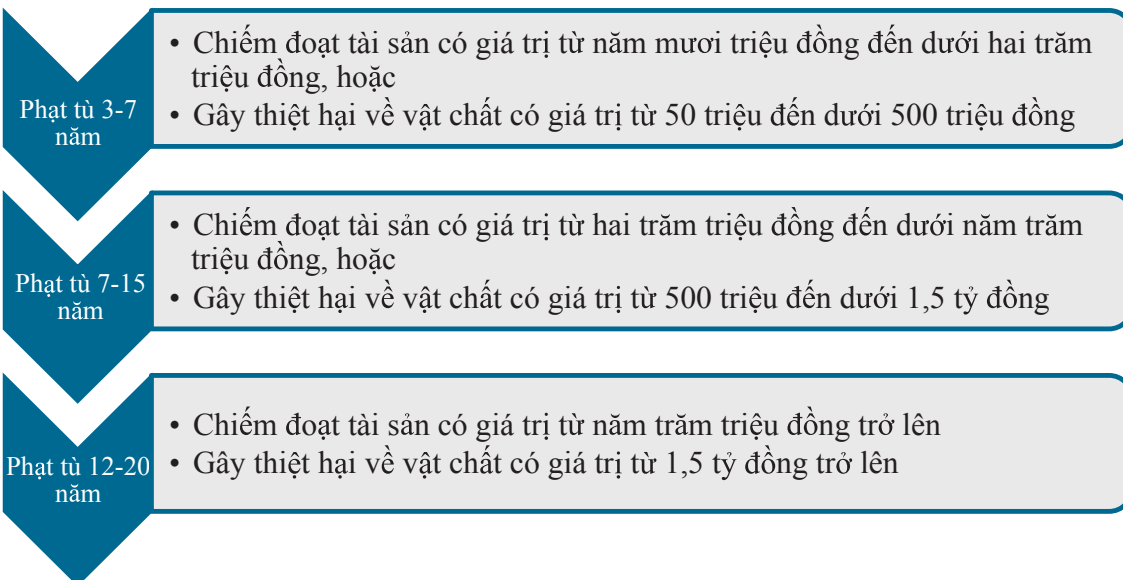 Phạt tù 3-7
năm
• Chiếm đoạt tài sản có giá trị từ năm mươi triệu đồng đến dưới hai trăm
triệu đồng, hoặc
• Gây thiệt hại về vật chất có giá trị từ 50 triệu đến dưới 500 triệu đồng
Phạt tù 7-15
năm
• Chiếm đoạt tài sản có giá trị từ hai trăm triệu đồng đến dưới năm trăm
triệu đồng, hoặc
• Gây thiệt hại về vật chất có giá trị từ 500 triệu đến dưới 1,5 tỷ đồng
Phạt tù 12-20
năm
• Chiếm đoạt tài sản có giá trị từ năm trăm triệu đồng trở lên
• Gây thiệt hại về vật chất có giá trị từ 1,5 tỷ đồng trở lên